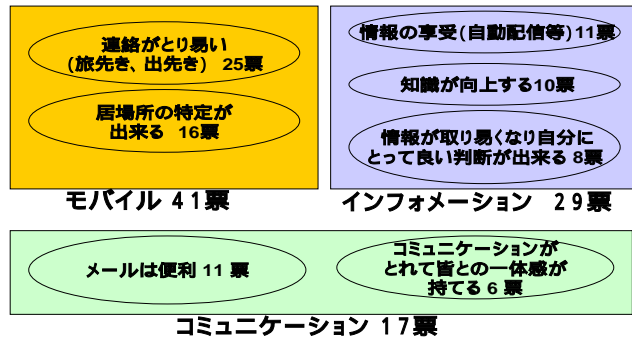 連絡がとり易い
(旅先き、出先き) 25票
居場所の特定が
出来る 16票
モバイル 41票
情報の享受(自動配信等)11票
知識が向上する10票
情報が取り易くなり自分に
とって良い判断が出来る 8票
インフォメーション 29票
メールは便利 11 票
コミュニケーションが
とれて皆との一体感が
持てる 6 票
コミュニケーション 17票